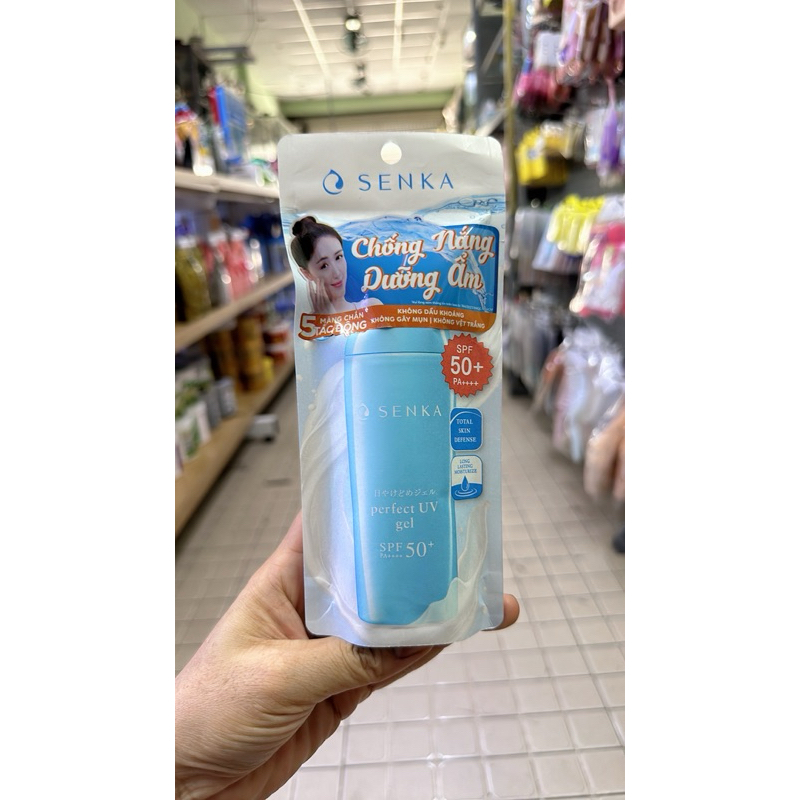 SENKA
Chống Nắng
Dưỡng Ẩm
5 MÀNG CHẮN
TÁC ĐỘNG
KHÔNG DẦU KHOÁNG
KHÔNG GÂY MỤN | KHÔNG VỆT TRẮNG
SPF
50+
PA++++
SENKA
TOTAL
SKIN
DEFENSE
LONG
LASTING
MOISTURIZE
日やけどめジェル
perfect UV
gel
SPF 50+
PA++++